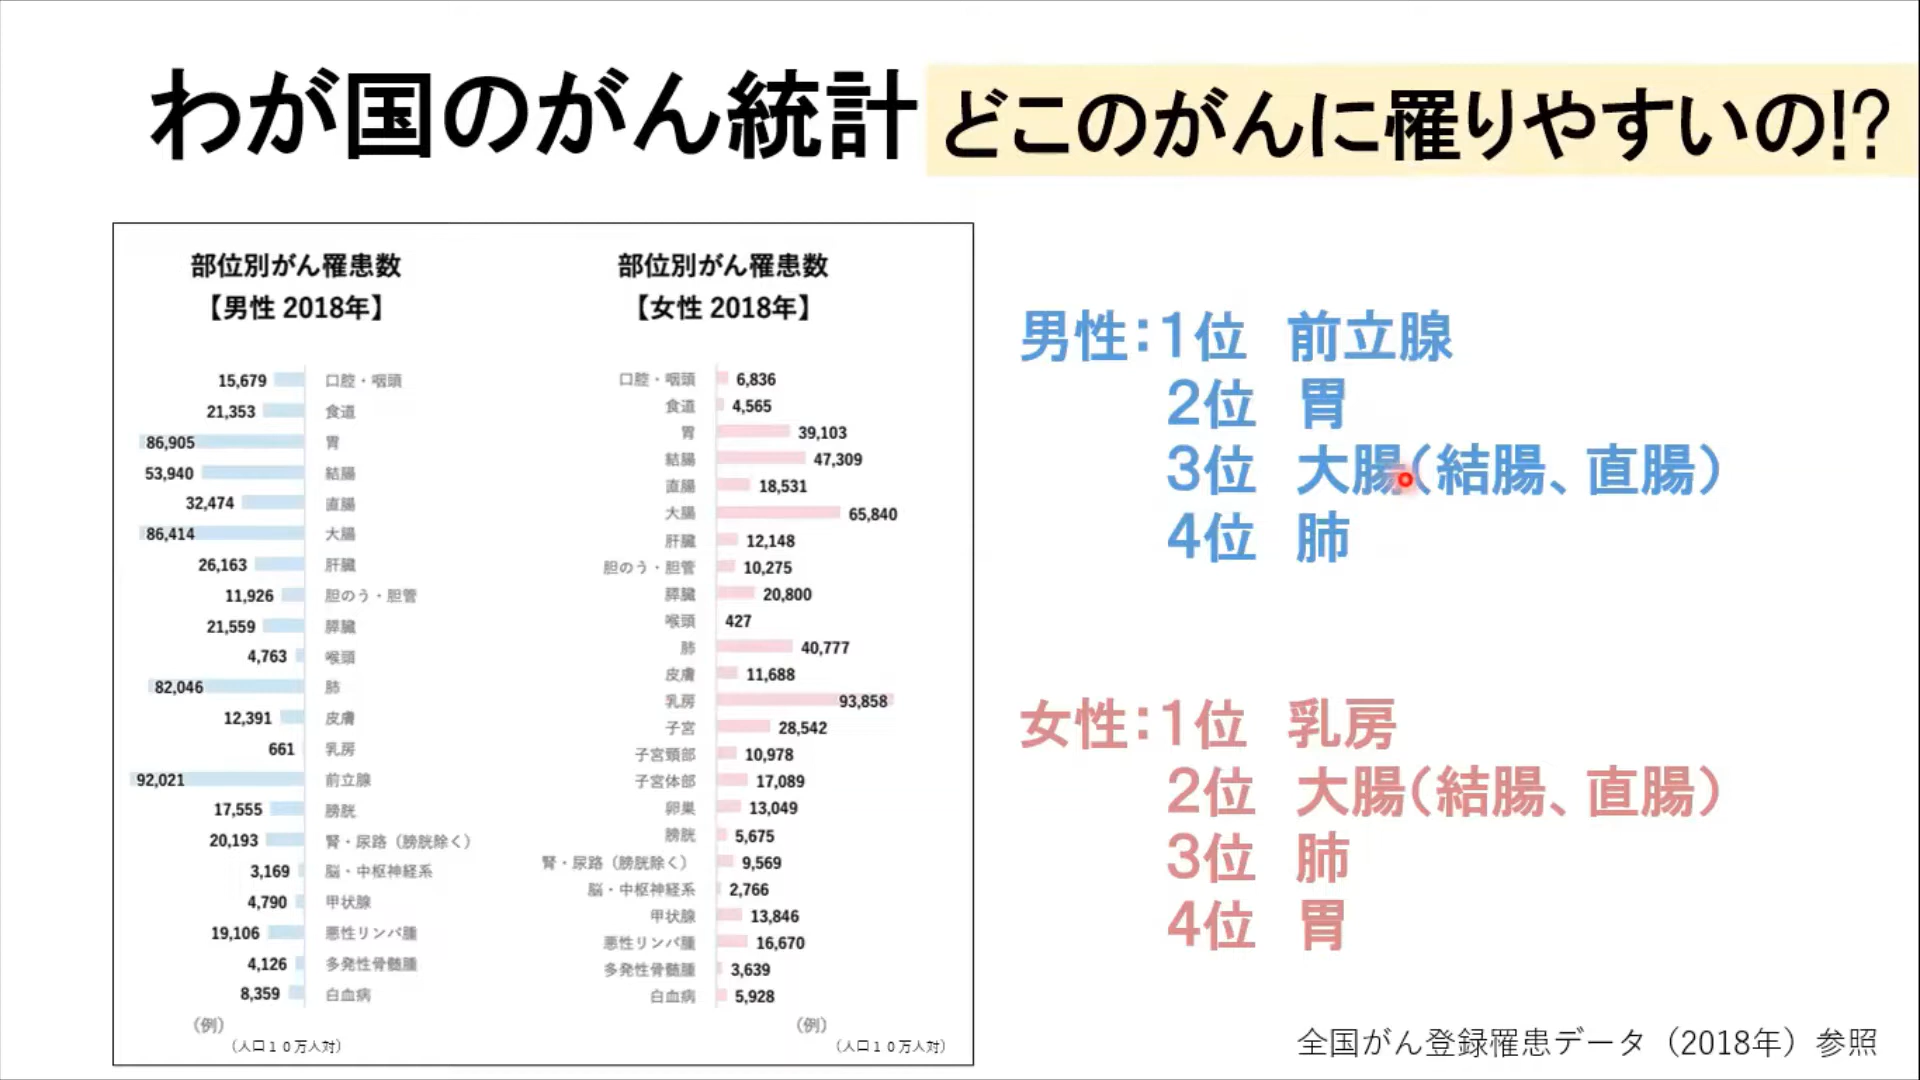 わが国のがん統計 どこのがんに罹りやすいの!?
部位別がん罹患数
【男性 2018年】
15,679 口腔・咽頭
21,353 食道
86,905 胃
53,940 結腸
32,474 直腸
86,414 大腸
26,163 肝臓
11,926 胆のう・胆管
21,559 膵臓
4,763 喉頭
82,046 肺
12,391 皮膚
661 乳房
92,021 前立腺
17,555 膀胱
20,193 腎・尿路（膀胱除く）
3,169 脳・中枢神経系
4,790 甲状腺
19,106 悪性リンパ腫
4,126 多発性骨髄腫
8,359 白血病
（例）
（人口１０万人対）
部位別がん罹患数
【女性 2018年】
口腔・咽頭 6,836
食道 4,565
胃 39,103
結腸 47,309
直腸 18,531
大腸 65,840
肝臓 12,148
胆のう・胆管 10,275
膵臓 20,800
喉頭 427
肺 40,777
皮膚 11,688
乳房 93,858
子宮 28,542
子宮頸部 10,978
子宮体部 17,089
卵巣 13,049
膀胱 5,675
腎・尿路（膀胱除く） 9,569
脳・中枢神経系 2,766
甲状腺 13,846
悪性リンパ腫 16,670
多発性骨髄腫 3,639
白血病 5,928
（例）
（人口１０万人対）
男性：1位 前立腺
2位 胃
3位 大腸（結腸、直腸）
4位 肺
女性：1位 乳房
2位 大腸（結腸、直腸）
3位 肺
4位 胃
全国がん登録罹患データ（2018年）参照